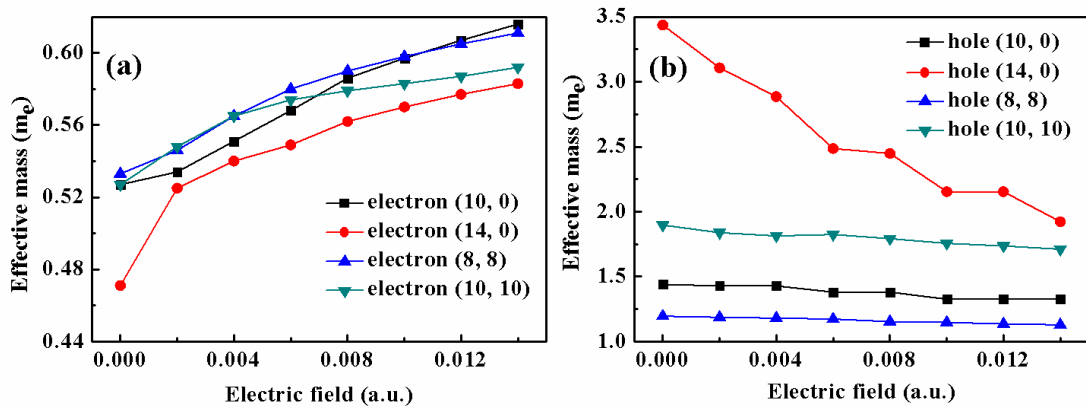 (a)
0.60
0.56
0.52
0.48
0.44
Effective mass (me)
electron (10, 0)
electron (14, 0)
electron (8, 8)
electron (10, 10)
0.000 0.004 0.008 0.012
Electric field (a.u.)
(b)
3.5
3.0
2.5
2.0
1.5
1.0
Effective mass (me)
hole (10, 0)
hole (14, 0)
hole (8, 8)
hole (10, 10)
0.000 0.004 0.008 0.012
Electric field (a.u.)